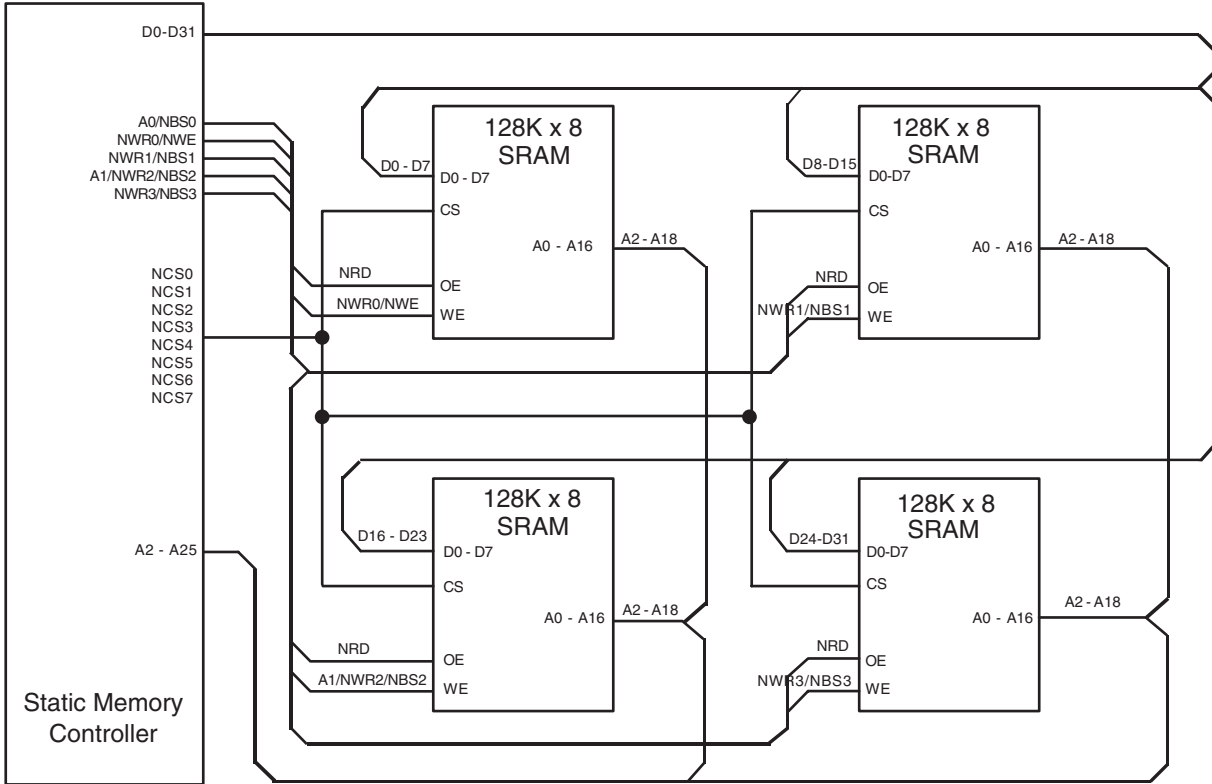 D0-D31
A0/NBS0
NWR0/NWE
NWR1/NBS1
A1/NWR2/NBS2
NWR3/NBS3
NCS0
NCS1
NCS2
NCS3
NCS4
NCS5
NCS6
NCS7
A2 - A25
Static Memory
Controller
128K x 8
SRAM
D0 - D7
D0 - D7
CS
A0 - A16
A2 - A18
NRD
OE
NWR0/NWE
WE
128K x 8
SRAM
D8-D15
D0-D7
CS
A0 - A16
A2 - A18
NRD
OE
NWR1/NBS1
WE
128K x 8
SRAM
D16 - D23
D0 - D7
CS
A0 - A16
A2 - A18
NRD
OE
A1/NWR2/NBS2
WE
128K x 8
SRAM
D24-D31
D0-D7
CS
A0 - A16
A2 - A18
NRD
OE
NWR3/NBS3
WE